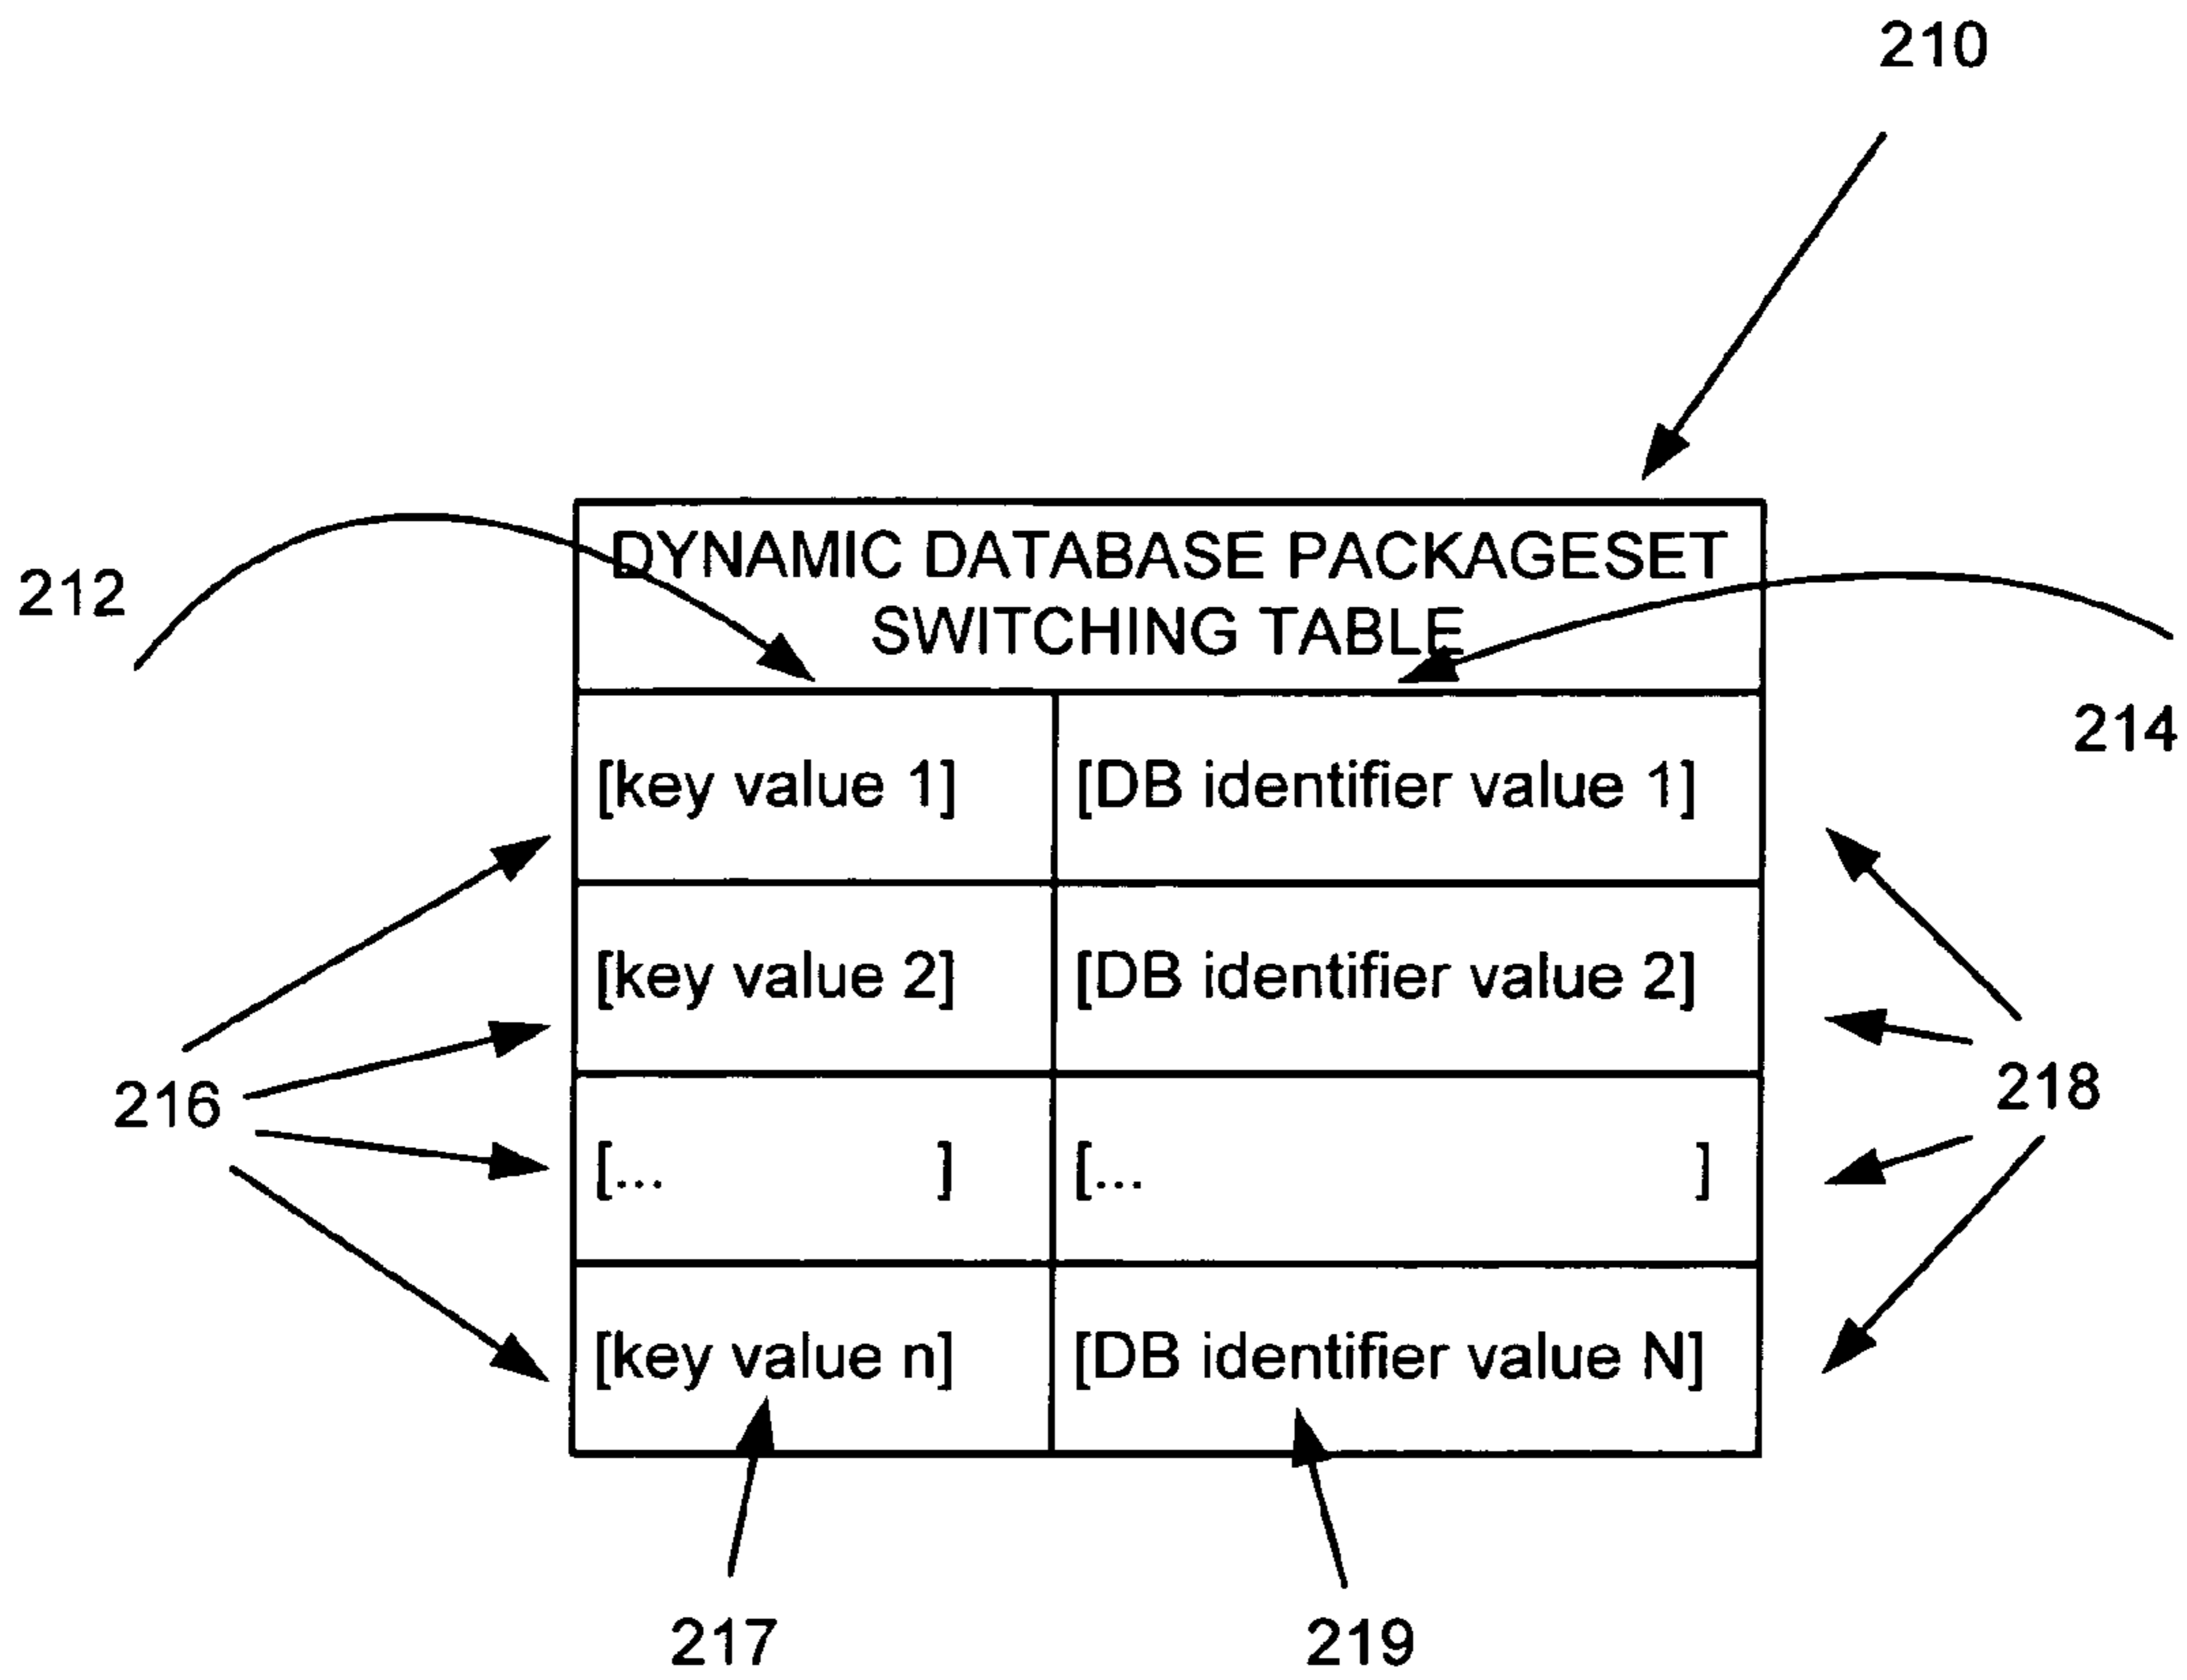 210
DYNAMIC DATABASE PACKAGESET
SWITCHING TABLE
212
214
[key value 1] [DB identifier value 1]
[key value 2] [DB identifier value 2]
216
218
[... ] [... ]
[key value n] [DB identifier value N]
217
219